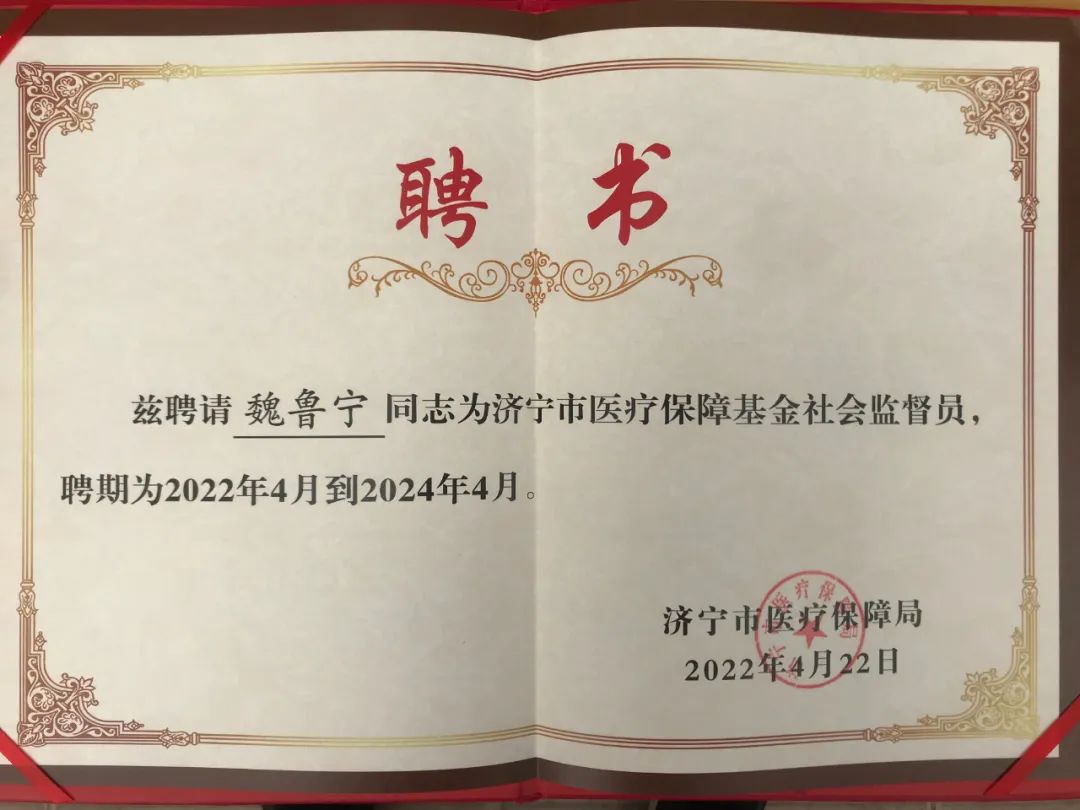 聘 书
兹聘请 魏鲁宁 同志为济宁市医疗保障基金社会监督员，
聘期为2022年4月到2024年4月。
济宁市医疗保障局
2022年4月22日